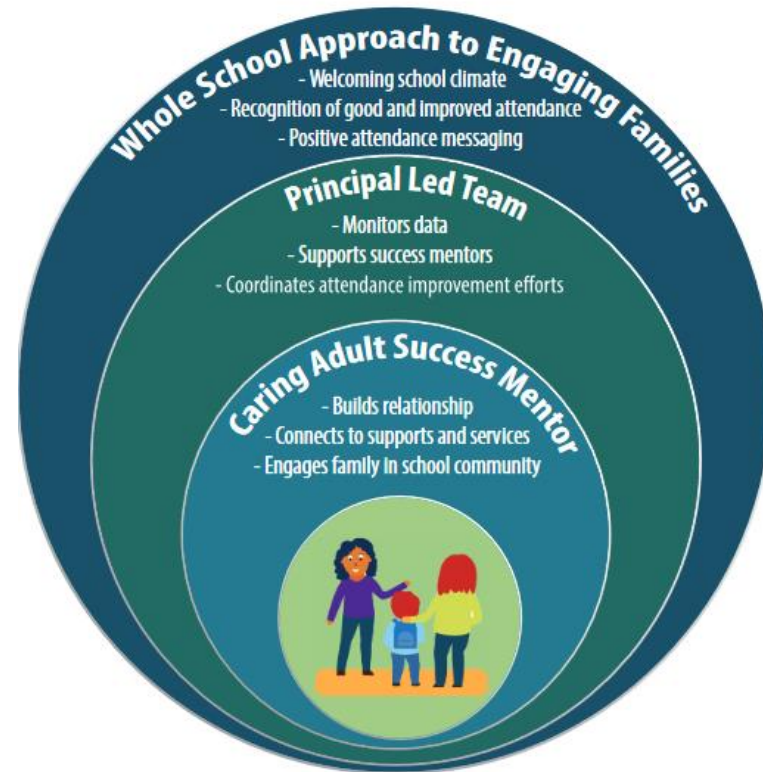 Whole School Approach to Engaging Families
- Welcoming school climate
- Recognition of good and improved attendance
- Positive attendance messaging
Principal Led Team
- Monitors data
- Supports success mentors
- Coordinates attendance improvement efforts
Caring Adult Success Mentor
- Builds relationship
- Connects to supports and services
- Engages family in school community